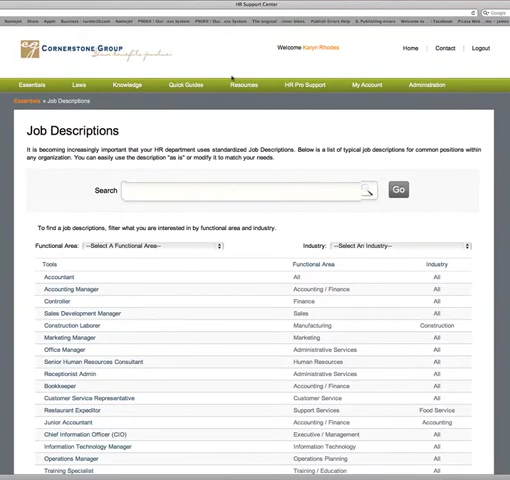 HR Support Center
Google
CORNERSTONE GROUP
Welcome Karyn Rhodes
Home | Contact | Logout
Essentials Laws Knowledge Quick Guides Resources HR Pro Support My Account Administration
Essentials » Job Descriptions
Job Descriptions
It is becoming increasingly important that your HR department uses standardized Job Descriptions. Below is a list of typical job descriptions for common positions within
any organization. You can easily use the description "as is" or modify it to match your needs.
Search Go
To find a job descriptions, filter what you are interested in by functional area and industry.
Functional Area: --Select A Functional Area-- Industry: --Select An Industry--
Tools Functional Area Industry
Accountant All All
Accounting Manager Accounting / Finance All
Controller Finance All
Sales Development Manager Sales All
Construction Laborer Manufacturing Construction
Marketing Manager Marketing All
Office Manager Administrative Services All
Senior Human Resources Consultant Human Resources All
Receptionist Admin Administrative Services All
Bookkeeper Accounting / Finance All
Customer Service Representative Customer Service All
Restaurant Expeditor Support Services Food Service
Junior Accountant Accounting / Finance Accounting
Chief Information Officer (CIO) Executive / Management All
Information Technology Manager Information Technology All
Operations Manager Operations Planning All
Training Specialist Training / Education All